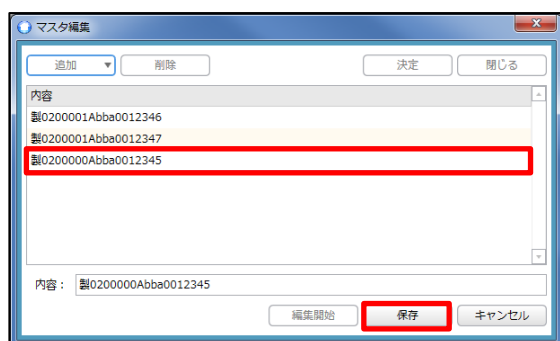 マスタ編集
追加 ▼ 削除 決定 閉じる
内容
製0200001Abba0012346
製0200001Abba0012347
製0200000Abba0012345
内容： 製0200000Abba0012345
編集開始 保存 キャンセル